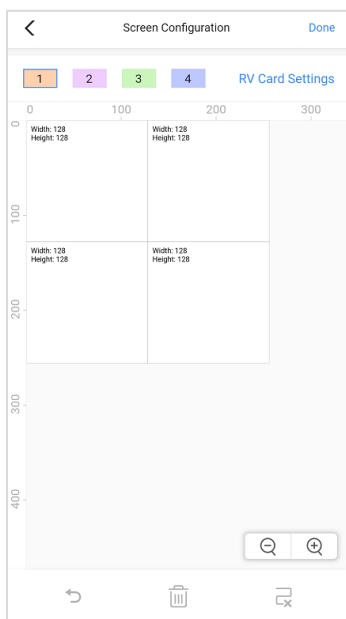 Screen Configuration Done
1 2 3 4 RV Card Settings
0 100 200 300
0
Width: 128 Width: 128
Height: 128 Height: 128
100
Width: 128 Width: 128
Height: 128 Height: 128
200
300
400